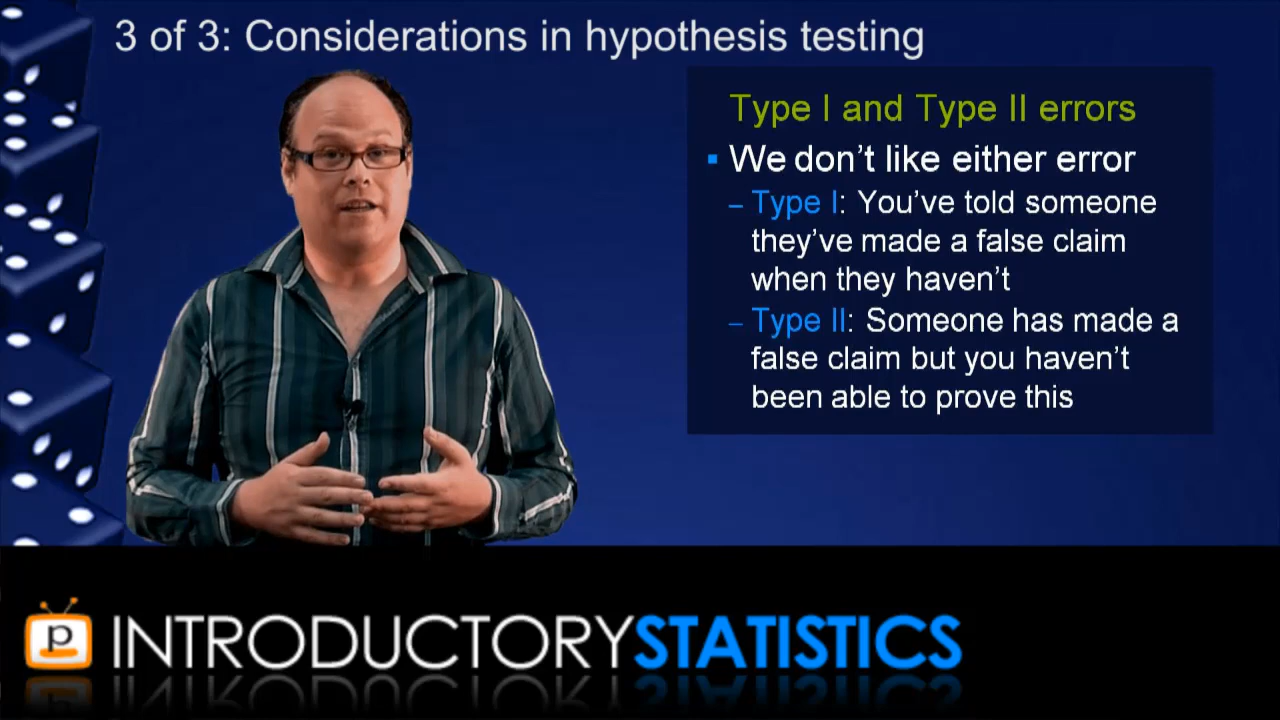 3 of 3: Considerations in hypothesis testing
Type I and Type II errors
▪ We don't like either error
– Type I: You've told someone
they've made a false claim
when they haven't
– Type II: Someone has made a
false claim but you haven't
been able to prove this
p INTRODUCTORYSTATISTICS